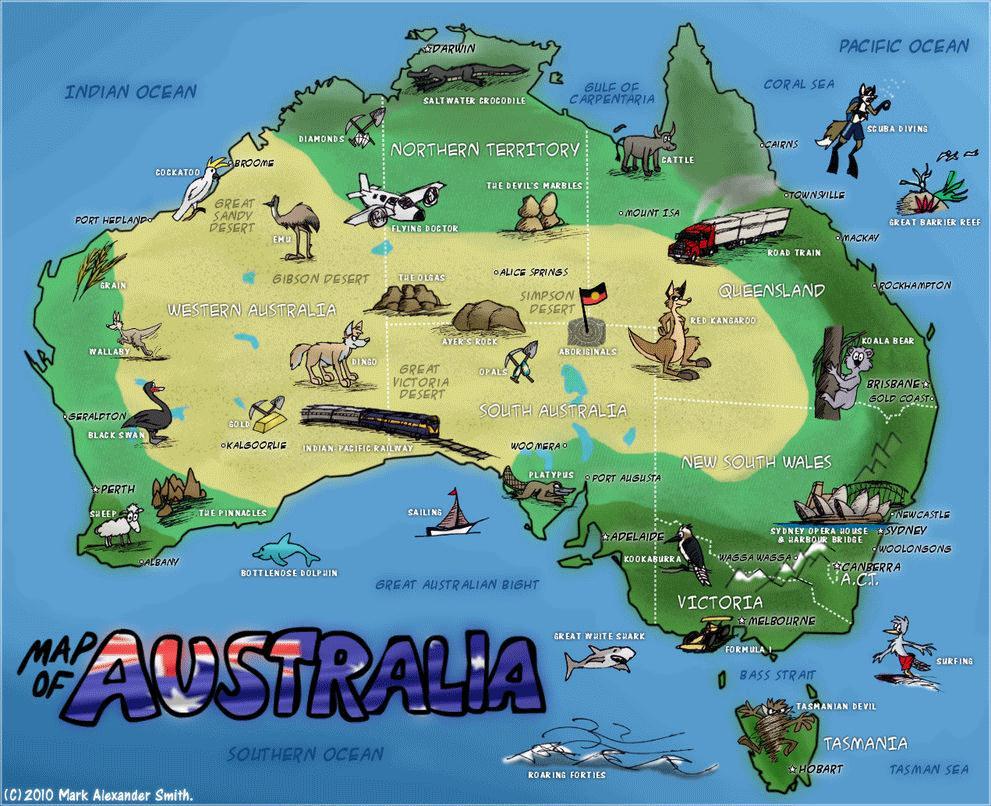 DARWIN
PACIFIC OCEAN
INDIAN OCEAN
SALTWATER CROCODILE
GULF OF
CARPENTARIA
CORAL SEA
SCUBA DIVING
DIAMONDS
NORTHERN TERRITORY
CATTLE
CAIRNS
BROOME
COCKATOO
THE DEVIL'S MARBLES
TOWNSVILLE
GREAT BARRIER REEF
PORT HEDLAND
GREAT
SANDY
DESERT
EMU
FLYING DOCTOR
MOUNT ISA
ROAD TRAIN
MACKAY
GRAIN
GIBSON DESERT
THE OLGAS
ALICE SPRINGS
SIMPSON
DESERT
QUEENSLAND
ROCKHAMPTON
WESTERN AUSTRALIA
RED KANGAROO
WALLABY
DINGO
AYER'S ROCK
ABORIGINALS
KOALA BEAR
OPALS
GREAT
VICTORIA
DESERT
BRISBANE
GOLD COAST
GERALDTON
BLACK SWAN
GOLD
SOUTH AUSTRALIA
KALGOORLIE
INDIAN-PACIFIC RAILWAY
WOOMERA
NEW SOUTH WALES
PLATYPUS
PORT AUGUSTA
PERTH
SHEEP
THE PINNACLES
SAILING
NEWCASTLE
SYDNEY OPERA HOUSE
& HARBOUR BRIDGE
SYDNEY
ADELAIDE
KOOKABURRA
WAGGA WAGGA
WOOLONGONG
CANBERRA
A.C.T.
ALBANY
BOTTLENOSE DOLPHIN
GREAT AUSTRALIAN BIGHT
VICTORIA
MELBOURNE
FORMULA 1
GREAT WHITE SHARK
SURFING
MAP
OF
AUSTRALIA
BASS STRAIT
TASMANIAN DEVIL
TASMANIA
SOUTHERN OCEAN
ROARING FORTIES
HOBART
TASMAN SEA
(C)2010 Mark Alexander Smith.